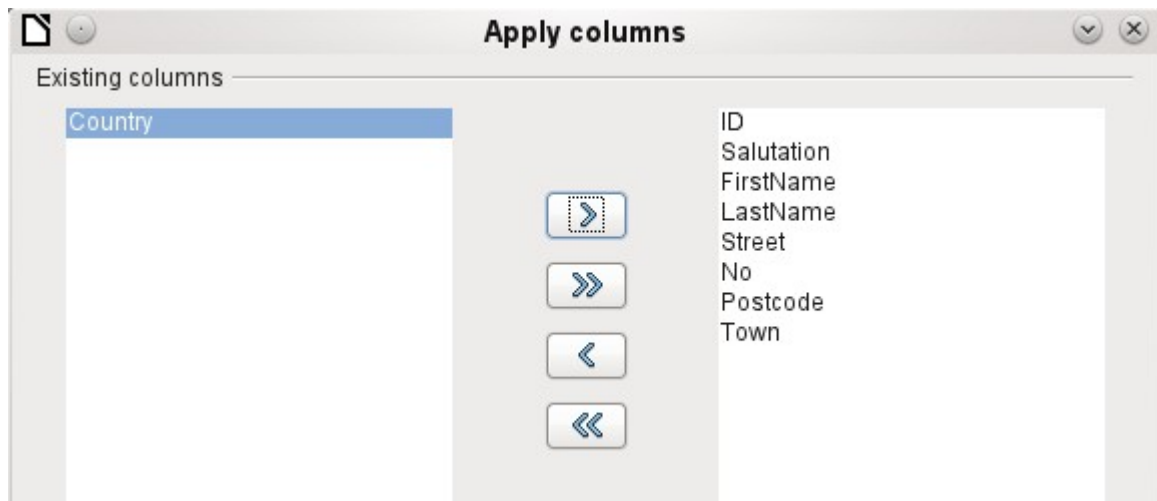 Apply columns
Existing columns
Country
ID
Salutation
FirstName
LastName
Street
No
Postcode
Town